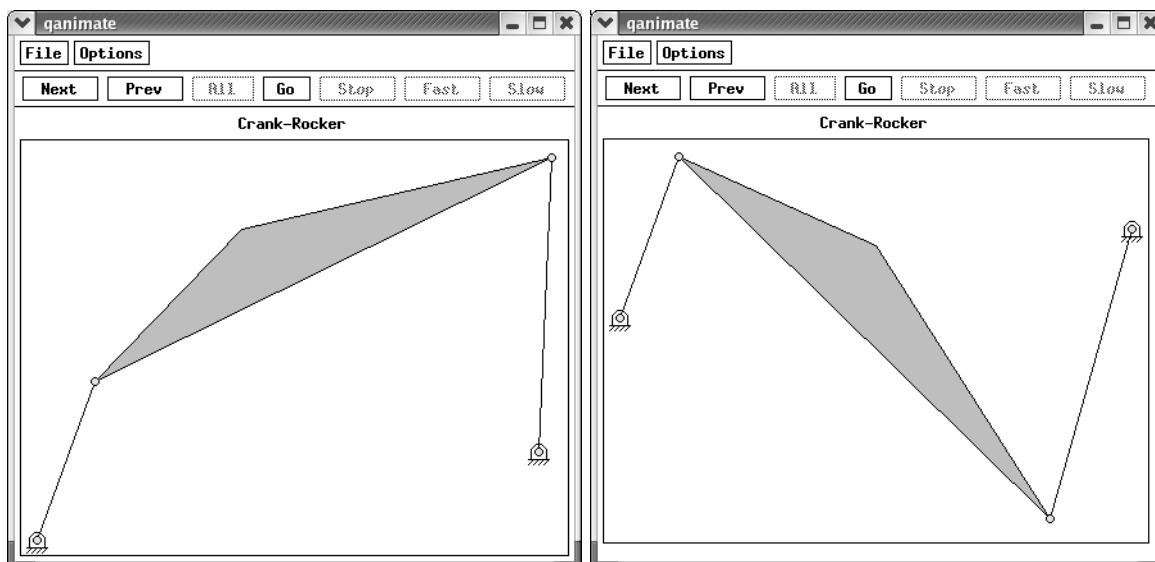 qanimate
File Options
Next Prev All Go Stop Fast Slow
Crank-Rocker
qanimate
File Options
Next Prev All Go Stop Fast Slow
Crank-Rocker